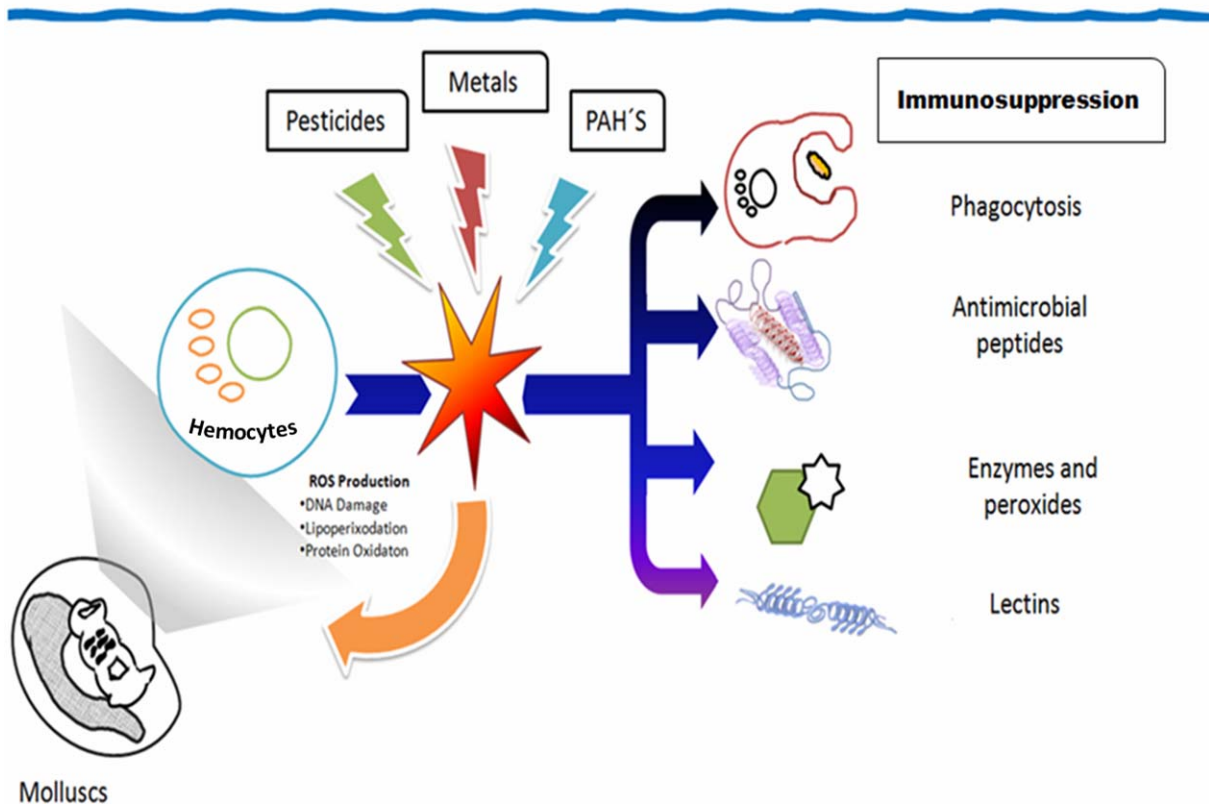 Pesticides
Metals
PAH´S
Immunosuppression
Phagocytosis
Antimicrobial
peptides
Enzymes and
peroxides
Lectins
Hemocytes
ROS Production
•DNA Damage
•Lipoperixodation
•Protein Oxidaton
Molluscs